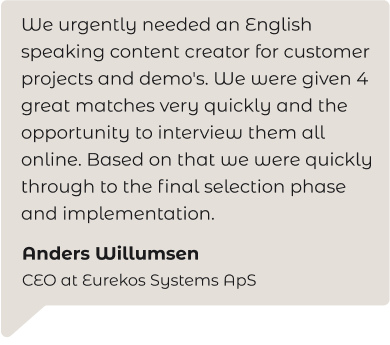 We urgently needed an English
speaking content creator for customer
projects and demo's. We were given 4
great matches very quickly and the
opportunity to interview them all
online. Based on that we were quickly
through to the final selection phase
and implementation.
Anders Willumsen
CEO at Eurekos Systems ApS